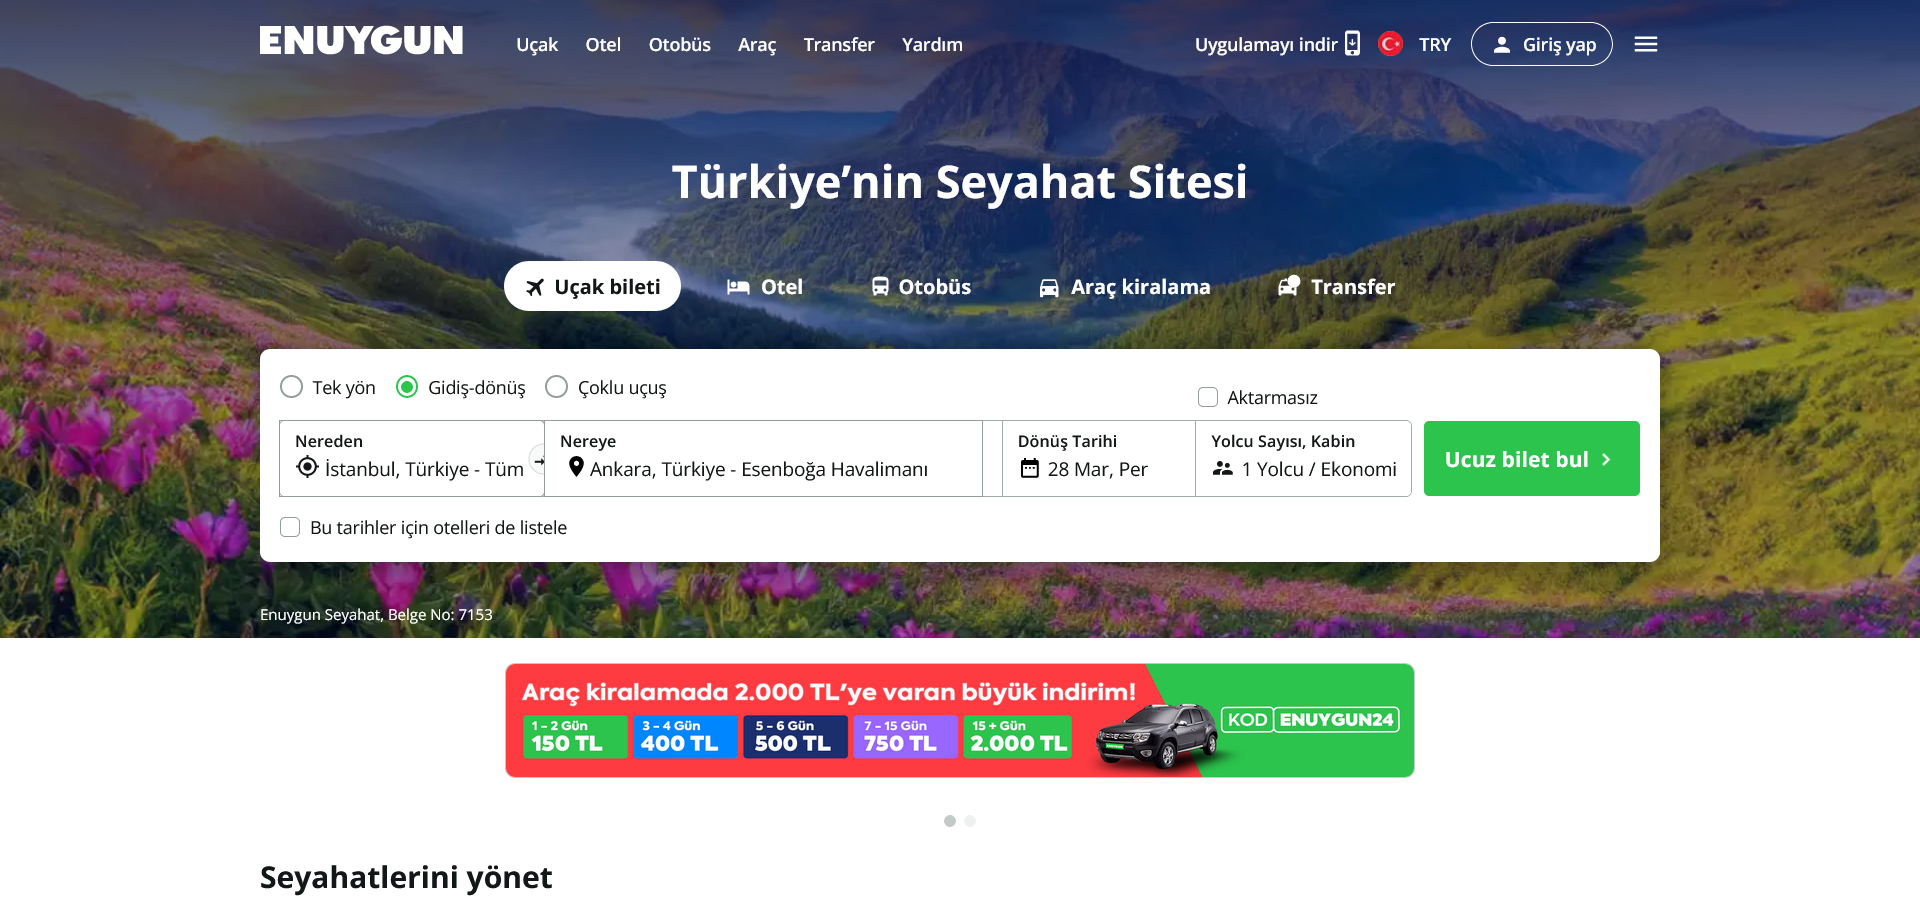 ENUYGUN
Uçak Otel Otobüs Araç Transfer Yardım
Uygulamayı indir TRY Giriş yap
Türkiye’nin Seyahat Sitesi
Uçak bileti Otel Otobüs Araç kiralama Transfer
Tek yön Gidiş-dönüş Çoklu uçuş
Aktarmasız
Nereden Nereye Dönüş Tarihi Yolcu Sayısı, Kabin
İstanbul, Türkiye - Tüm Ankara, Türkiye - Esenboğa Havalimanı 28 Mar, Per 1 Yolcu / Ekonomi
Ucuz bilet bul
Bu tarihler için otelleri de listele
Enuygun Seyahat, Belge No: 7153
Araç kiralamada 2.000 TL’ye varan büyük indirim!
1 – 2 Gün 3 – 4 Gün 5 – 6 Gün 7 – 15 Gün 15 + Gün
150 TL 400 TL 500 TL 750 TL 2.000 TL
KOD ENUYGUN24
Seyahatlerini yönet